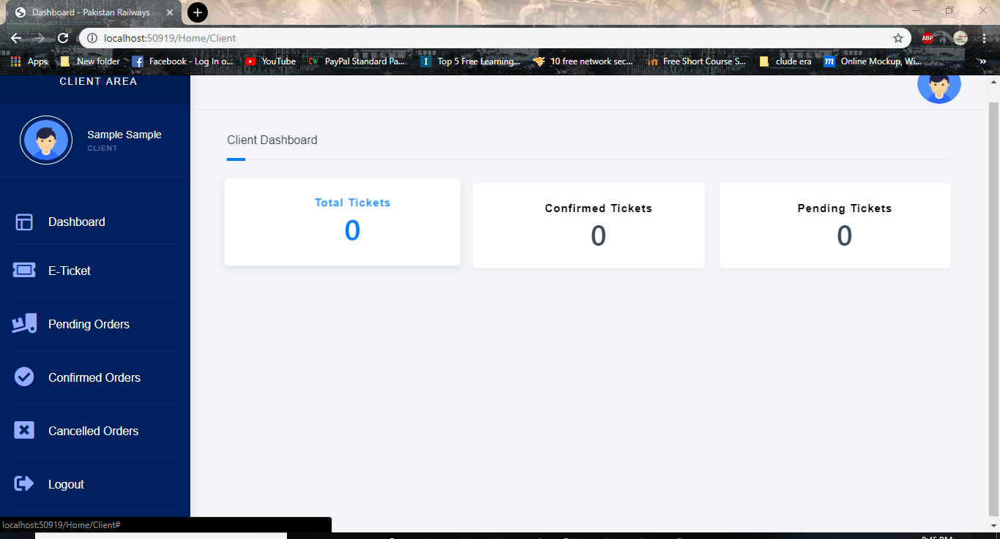 Dashboard - Pakistan Railways
localhost:50919/Home/Client
ABP
Apps
New folder
Facebook - Log In o...
YouTube
CW
PayPal Standard Pa...
I
Top 5 Free Learning...
10 free network sec...
Free Short Course S...
clude era
m
Online Mockup, Wi...
CLIENT AREA
Sample Sample
CLIENT
Dashboard
E-Ticket
Pending Orders
Confirmed Orders
Cancelled Orders
Logout
Client Dashboard
Total Tickets
0
Confirmed Tickets
0
Pending Tickets
0
localhost:50919/Home/Client#